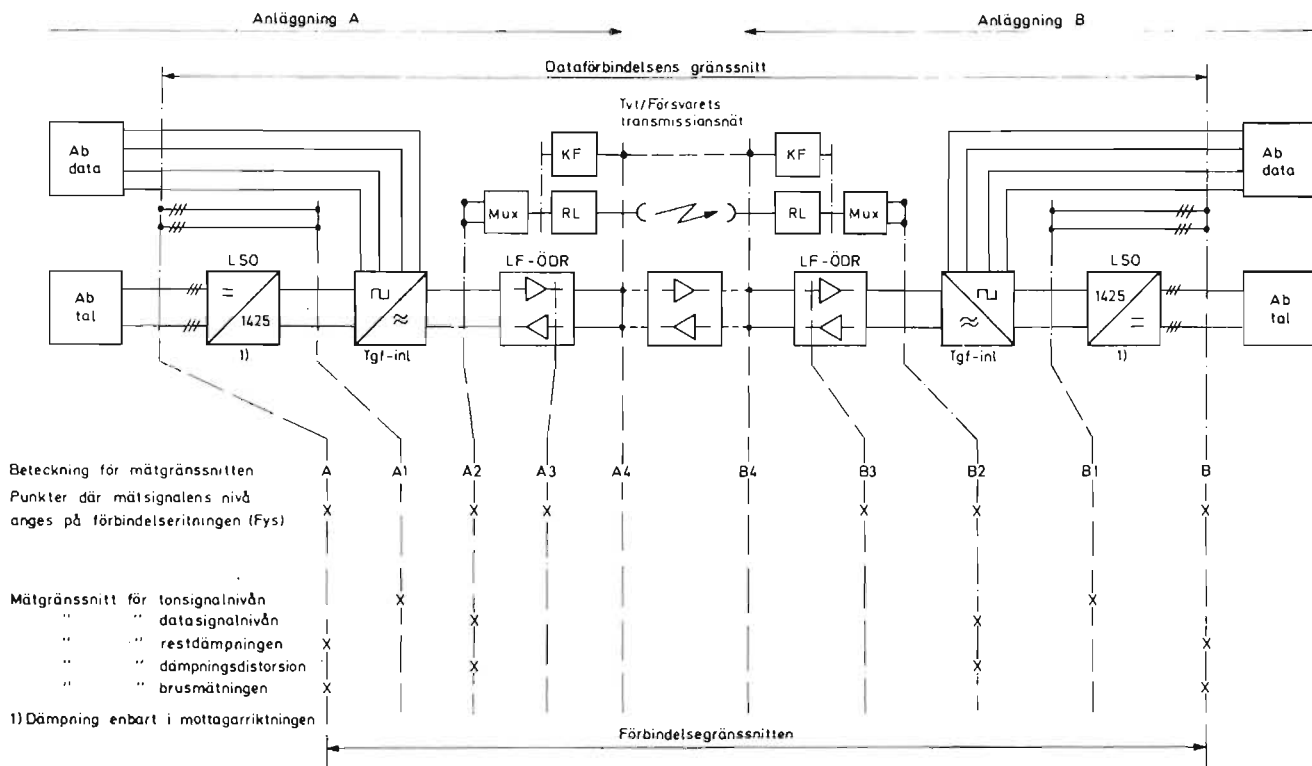 Anläggning A
Anläggning B
Dataförbindelsens gränssnitt
Tvt/Försvarets
transmissiansnät
Ab
data
KF
KF
Ab
data
Mux
RL
RL
Mux
LSO
LF-ÖDR
LF-ÖDR
LSO
Ab
tal
=
1425
1)
Tgf-inl
Tgf-inl
1425
=
1)
Ab
tal
Beteckning för mätgränssnitten A A1 A2 A3 A4 B4 B3 B2 B1 B
Punkter där mätsignalens nivå
anges på förbindelseritningen (Fys) X X X X X X
Mätgränssnitt för tonsignalnivån X X
" " datasignalnivån X X
" " restdämpningen X X
" " dämpningsdistorsion X X
" " brusmätningen X X
1) Dämpning enbart i mottagarriktningen
Förbindelsegränssnitten